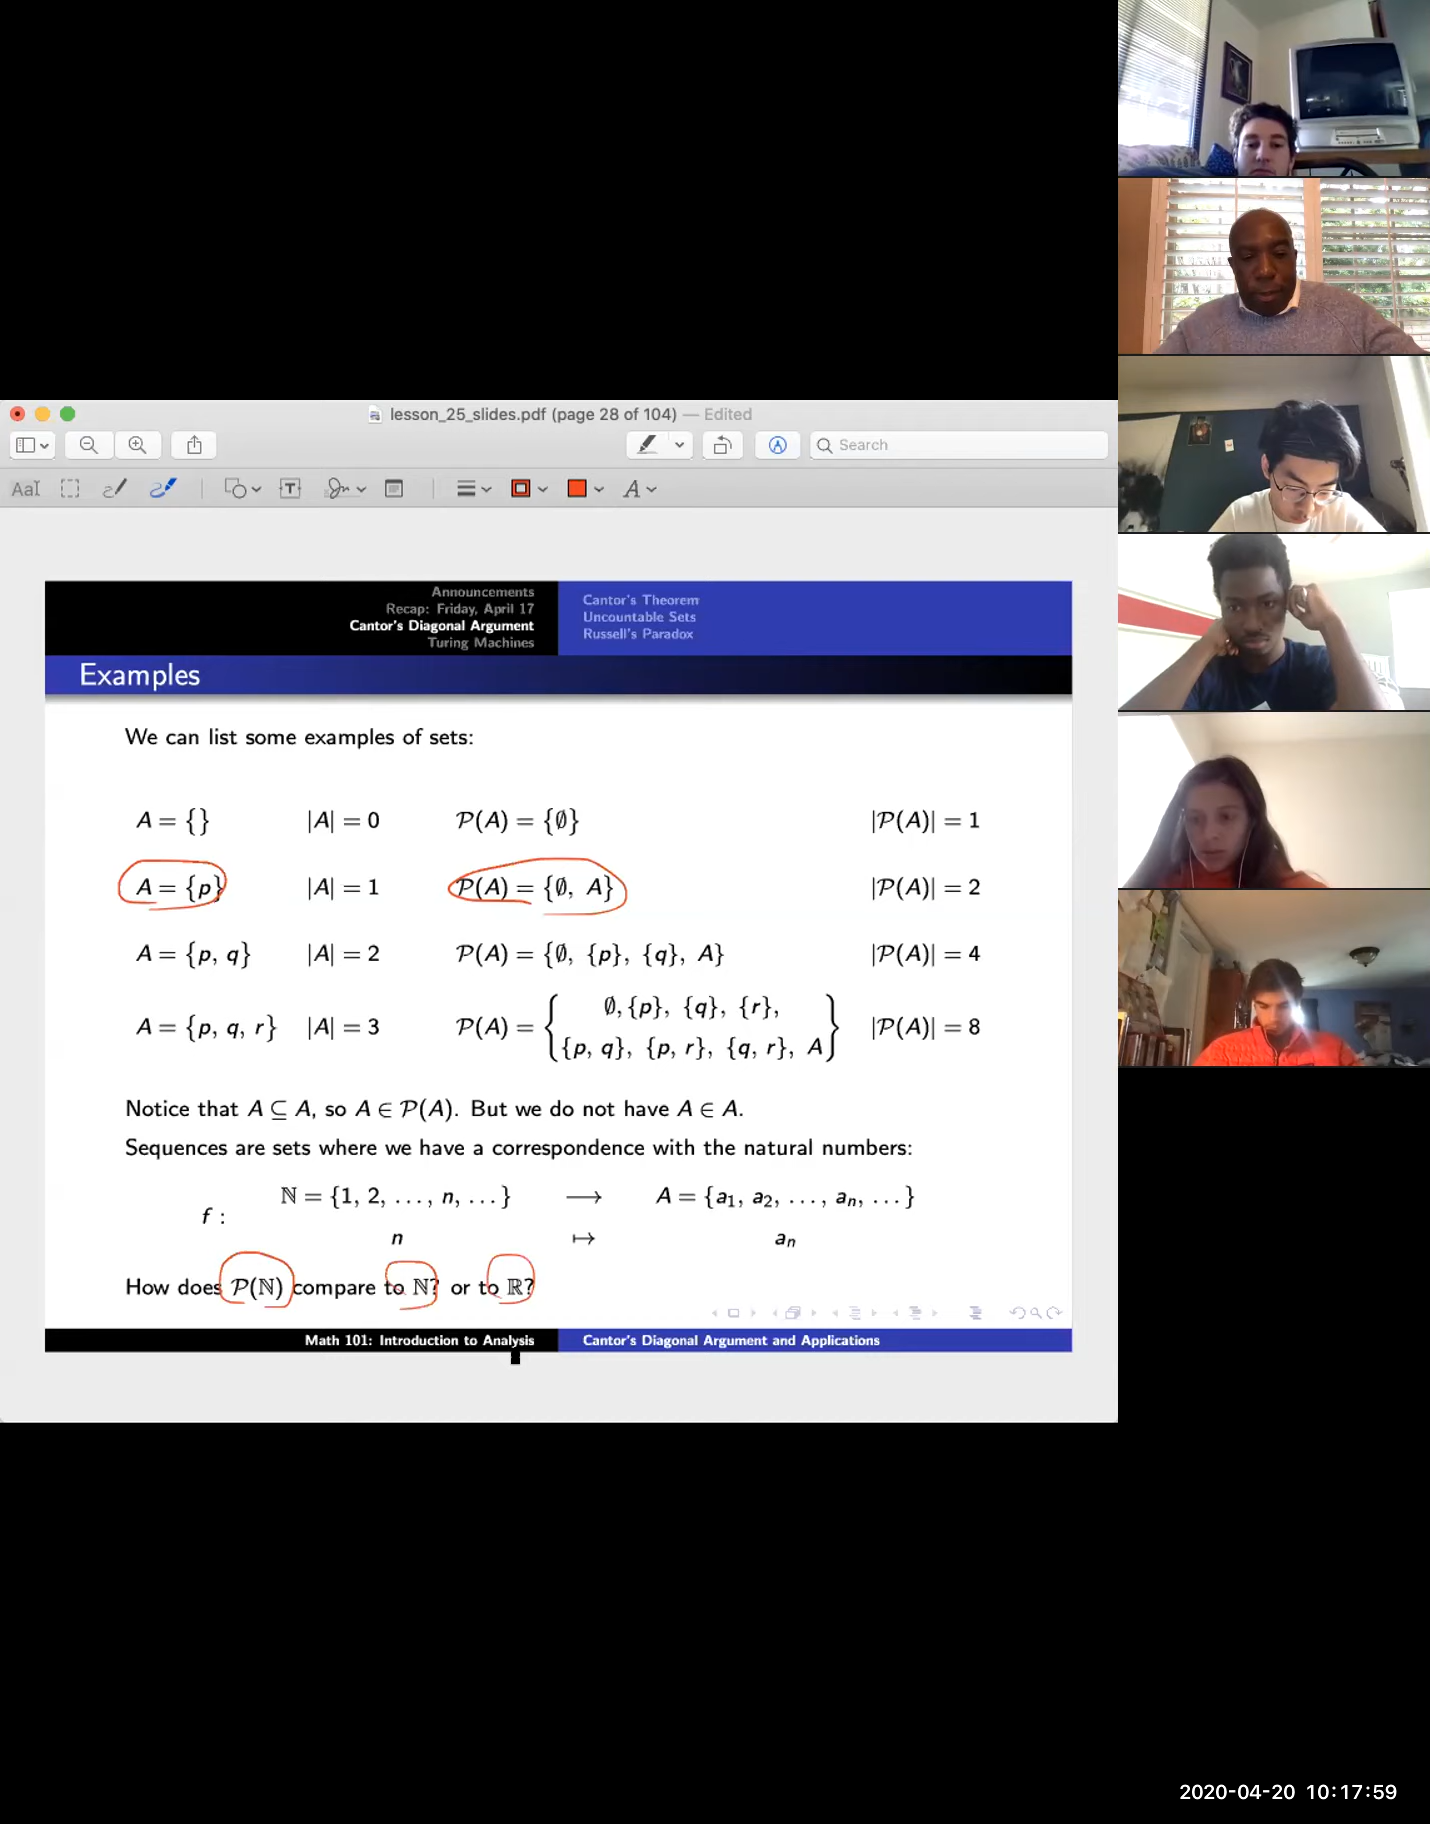 lesson_25_slides.pdf (page 28 of 104) — Edited
Search
AaI
T
A
Announcements
Recap: Friday, April 17
Cantor's Diagonal Argument
Turing Machines
Cantor's Theorem
Uncountable Sets
Russell's Paradox
Examples
We can list some examples of sets:
A = {} |A| = 0 𝒫(A) = {∅} |𝒫(A)| = 1
A = {p} |A| = 1 𝒫(A) = {∅, A} |𝒫(A)| = 2
A = {p, q} |A| = 2 𝒫(A) = {∅, {p}, {q}, A} |𝒫(A)| = 4
A = {p, q, r} |A| = 3 𝒫(A) = { ∅, {p}, {q}, {r},
{p, q}, {p, r}, {q, r}, A } |𝒫(A)| = 8
Notice that A ⊆ A, so A ∈ 𝒫(A). But we do not have A ∈ A.
Sequences are sets where we have a correspondence with the natural numbers:
f : ℕ = {1, 2, ..., n, ...} ⟶ A = {a₁, a₂, ..., aₙ, ...}
n ↦ aₙ
How does 𝒫(ℕ) compare to ℕ? or to ℝ?
Math 101: Introduction to Analysis
Cantor's Diagonal Argument and Applications
2020-04-20 10:17:59